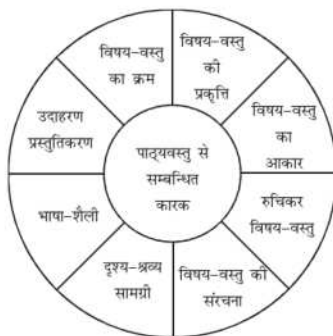 विषय-वस्तु
का क्रम
विषय-वस्तु
की
प्रकृत्ति
विषय-वस्तु
का
आकार
रुचिकर
विषय-वस्तु
विषय-वस्तु की
संरचना
दृश्य-श्रव्य
सामग्री
भाषा-शैली
उदाहरण
प्रस्तुतिकरण
पाठ्यवस्तु से
सम्बन्धित
कारक